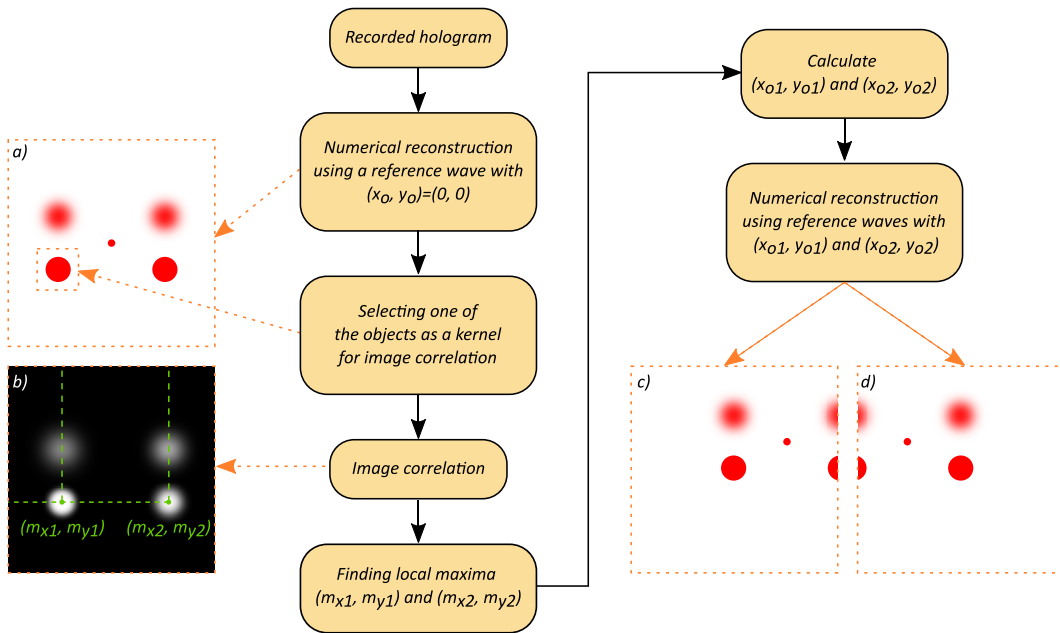 Recorded hologram
Numerical reconstruction
using a reference wave with
(xo, yo)=(0, 0)
a)
Selecting one of
the objects as a kernel
for image correlation
b)
(mx1, my1) (mx2, my2)
Image correlation
Finding local maxima
(mx1, my1) and (mx2, my2)
Calculate
(xo1, yo1) and (xo2, yo2)
Numerical reconstruction
using reference waves with
(xo1, yo1) and (xo2, yo2)
c) d)